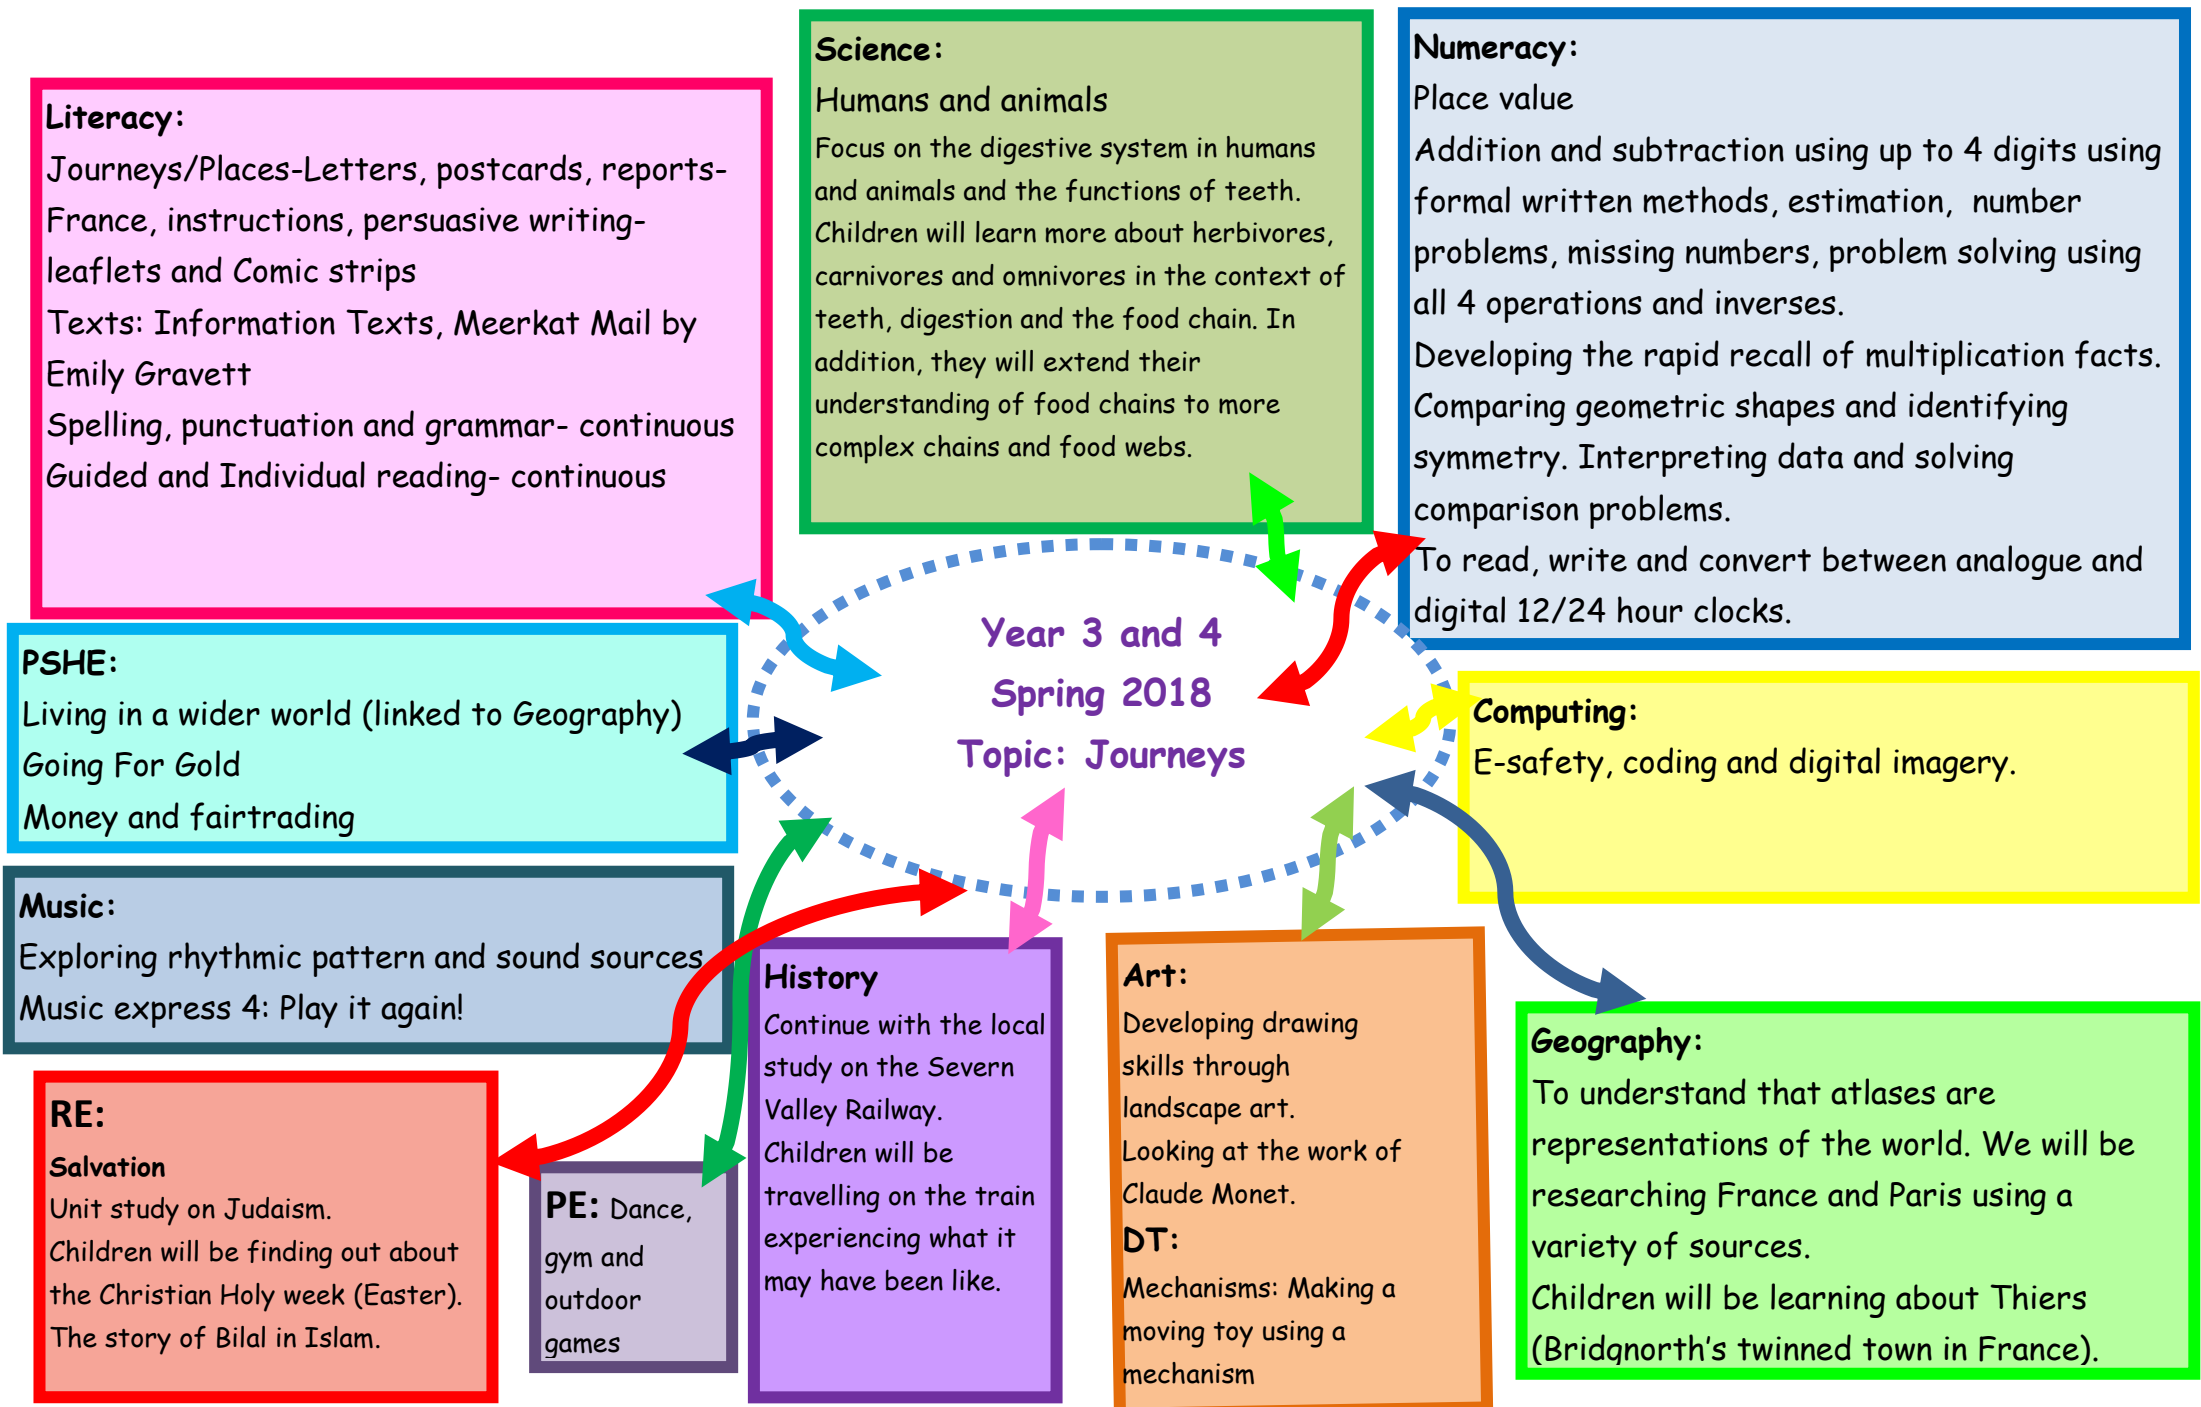 Literacy:
Journeys/Places-Letters, postcards, reports-
France, instructions, persuasive writing-
leaflets and Comic strips
Texts: Information Texts, Meerkat Mail by
Emily Gravett
Spelling, punctuation and grammar- continuous
Guided and Individual reading- continuous
Science:
Humans and animals
Focus on the digestive system in humans
and animals and the functions of teeth.
Children will learn more about herbivores,
carnivores and omnivores in the context of
teeth, digestion and the food chain. In
addition, they will extend their
understanding of food chains to more
complex chains and food webs.
Numeracy:
Place value
Addition and subtraction using up to 4 digits using
formal written methods, estimation,  number
problems, missing numbers, problem solving using
all 4 operations and inverses.
Developing the rapid recall of multiplication facts.
Comparing geometric shapes and identifying
symmetry. Interpreting data and solving
comparison problems.
To read, write and convert between analogue and
digital 12/24 hour clocks.
Year 3 and 4
Spring 2018
Topic: Journeys
PSHE:
Living in a wider world (linked to Geography)
Going For Gold
Money and fairtrading
Computing:
E-safety, coding and digital imagery.
Music:
Exploring rhythmic pattern and sound sources
Music express 4: Play it again!
RE:
Salvation
Unit study on Judaism.
Children will be finding out about
the Christian Holy week (Easter).
The story of Bilal in Islam.
PE: Dance,
gym and
outdoor
games
History
Continue with the local
study on the Severn
Valley Railway.
Children will be
travelling on the train
experiencing what it
may have been like.
Art:
Developing drawing
skills through
landscape art.
Looking at the work of
Claude Monet.
DT:
Mechanisms: Making a
moving toy using a
mechanism
Geography:
To understand that atlases are
representations of the world. We will be
researching France and Paris using a
variety of sources.
Children will be learning about Thiers
(Bridgnorth's twinned town in France).